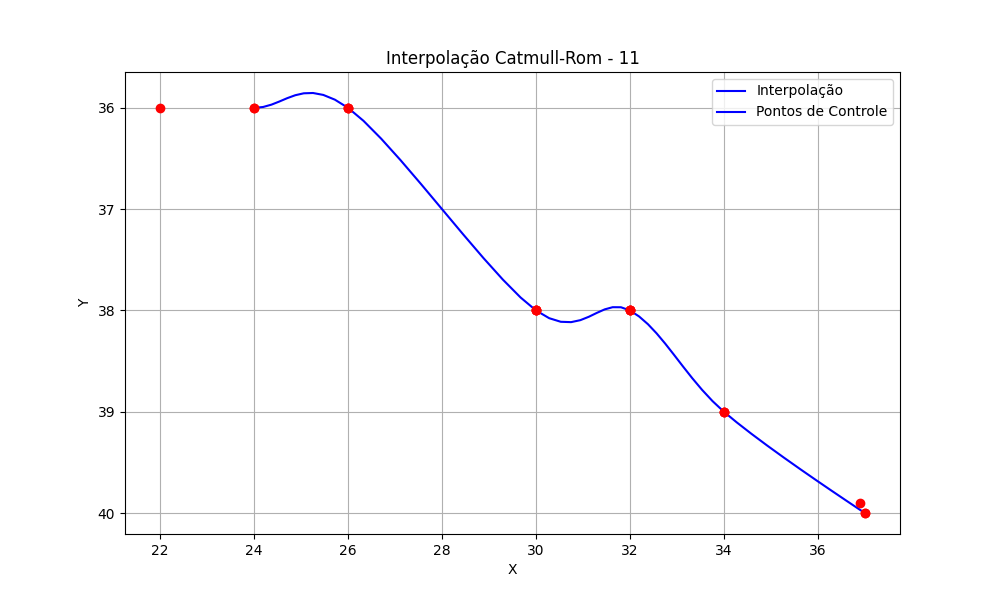 Interpolação Catmull-Rom - 11
Interpolação
Pontos de Controle
36
37
38
39
40
Y
22 24 26 28 30 32 34 36
X